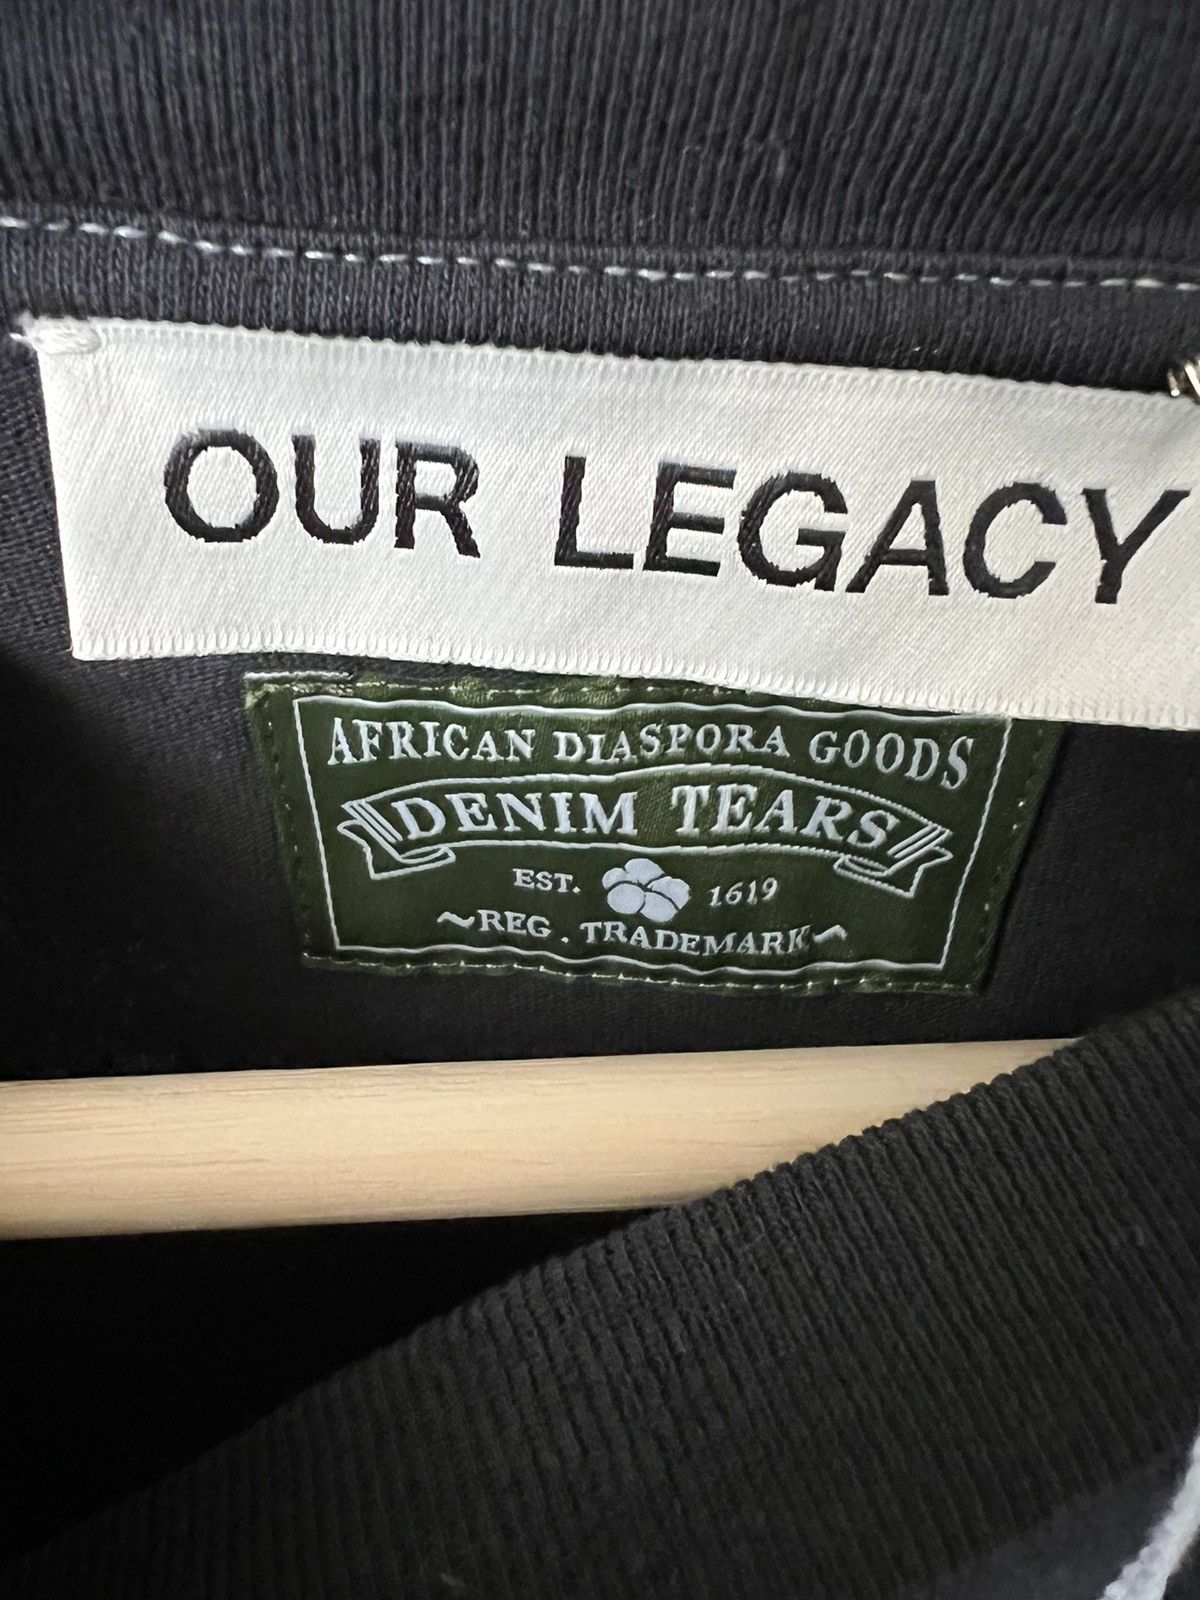 OUR LEGACY
AFRICAN DIASPORA GOODS
DENIM TEARS
EST. 1619
~REG. TRADEMARK~